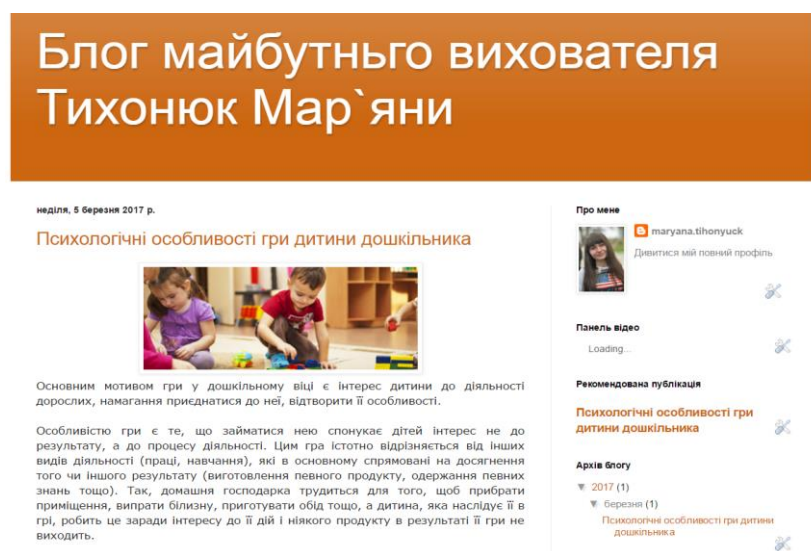 Блог майбутньго вихователя
Тихонюк Мар`яни
неділя, 5 березня 2017 р.
Психологічні особливості гри дитини дошкільника
Основним мотивом гри у дошкільному віці є інтерес дитини до діяльності
дорослих, намагання приєднатися до неї, відтворити її особливості.
Особливістю гри є те, що займатися нею спонукає дітей інтерес не до
результату, а до процесу діяльності. Цим гра істотно відрізняється від інших
видів діяльності (праці, навчання), які в основному спрямовані на досягнення
того чи іншого результату (виготовлення певного продукту, одержання певних
знань тощо). Так, домашня господарка трудиться для того, щоб прибрати
приміщення, випрати білизну, приготувати обід тощо, а дитина, яка наслідує її в
грі, робить це заради інтересу до її дій і ніякого продукту в результаті її гри не
виходить.
Про мене
maryana.tihonyuck
Дивитися мій повний профіль
Панель відео
Loading...
Рекомендована публікація
Психологічні особливості гри
дитини дошкільника
Архів блогу
▼ 2017 (1)
▼ березня (1)
Психологічні особливості гри дитини
дошкільника